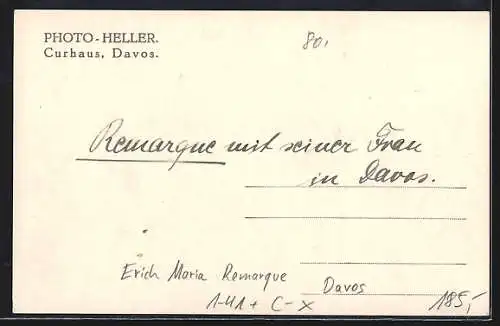 PHOTO-HELLER.
Curhaus, Davos.
80,
Remarque mit seiner Frau
in Davos.
Erich Maria Remarque
Davos
1-41+ C-X
185,-